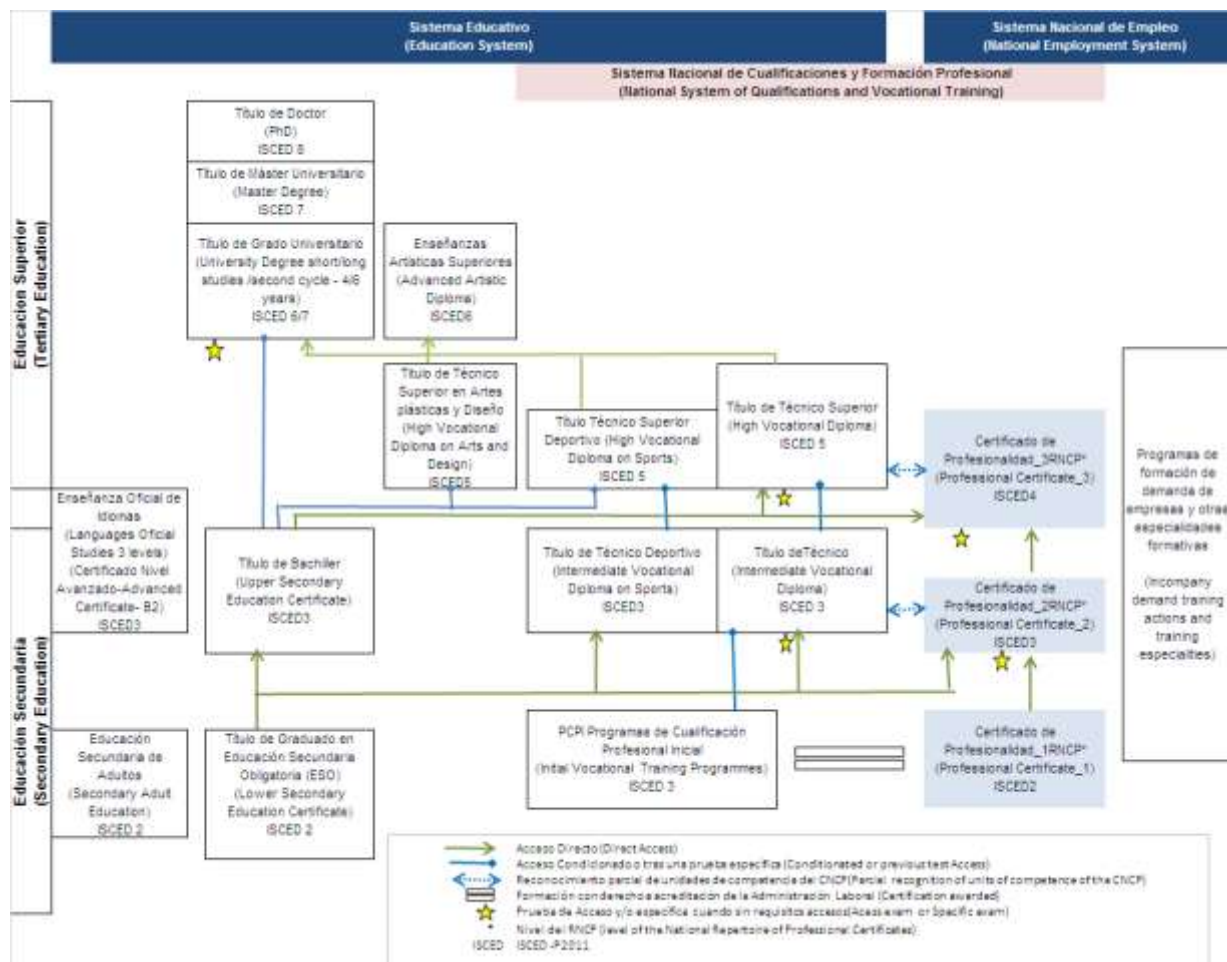 Sistema Educativo
(Education System)
Sistema Nacional de Empleo
(National Employment System)
Sistema Nacional de Cualificaciones y Formación Profesional
(National System of Qualifications and Vocational Training)
Educacion Superior
(Tertiary Education)
Título de Doctor
(PhD)
ISCED 8
Título de Máster Universitario
(Master Degree)
ISCED 7
Título de Grado Universitario
(University Degree short/long
studies /second cycle - 4/6
years)
ISCED 6/7
Enseñanzas
Artísticas Superiores
(Advanced Artistic
Diploma)
ISCED6
Título de Técnico
Superior en Artes
plásticas y Diseño
(High Vocational
Diploma on Arts and
Design)
ISCED5
Título Técnico Superior
Deportivo (High Vocational
Diploma on Sports)
ISCED 5
Título de Técnico Superior
(High Vocational Diploma)
ISCED 5
Certificado de
Profesionalidad_3RNCP*
(Professional Certificate_3)
ISCED4
Programas de
formación de
demanda de
empresas y otras
especialidades
formativas
(Incompany
demand training
actions and
training
especialties)
Educación Secundaria
(Secondary Education)
Enseñanza Oficial de
Idiomas
(Languages Oficial
Studies 3 levels)
(Certificado Nivel
Avanzado-Advanced
Certificate- B2)
ISCED3
Título de Bachiller
(Upper Secondary
Education Certificate)
ISCED3
Título de Técnico Deportivo
(Intermediate Vocational
Diploma on Sports)
ISCED3
Título deTécnico
(Intermediate Vocational
Diploma)
ISCED 3
Certificado de
Profesionalidad_2RNCP*
(Professional Certificate_2)
ISCED3
Educación
Secundaria de
Adultos
(Secondary Adult
Education)
ISCED 2
Título de Graduado en
Educación Secundaria
Obligatoria (ESO)
(Lower Secondary
Education Certificate)
ISCED 2
PCPI Programas de Cualificación
Profesional Inicial
(Initial Vocational Training Programmes)
ISCED 3
Certificado de
Profesionalidad_1RNCP*
(Professional Certificate_1)
ISCED2
Acceso Directo (Direct Access)
Acceso Condicionado o tras una prueba específica (Conditionated or previous test Access)
Reconocimiento parcial de unidades de competencia del CNCP(Parcial recognition of units of competence of the CNCP)
Formación con derecho a acreditación de la Administración Laboral (Certification awarded)
Prueba de Acceso y/o específica cuando sin requisitos accesos(Acess exam or Specific exam)
* Nivel del RNCP (level of the National Repertoire of Professional Certificates)
ISCED ISCED-P2011